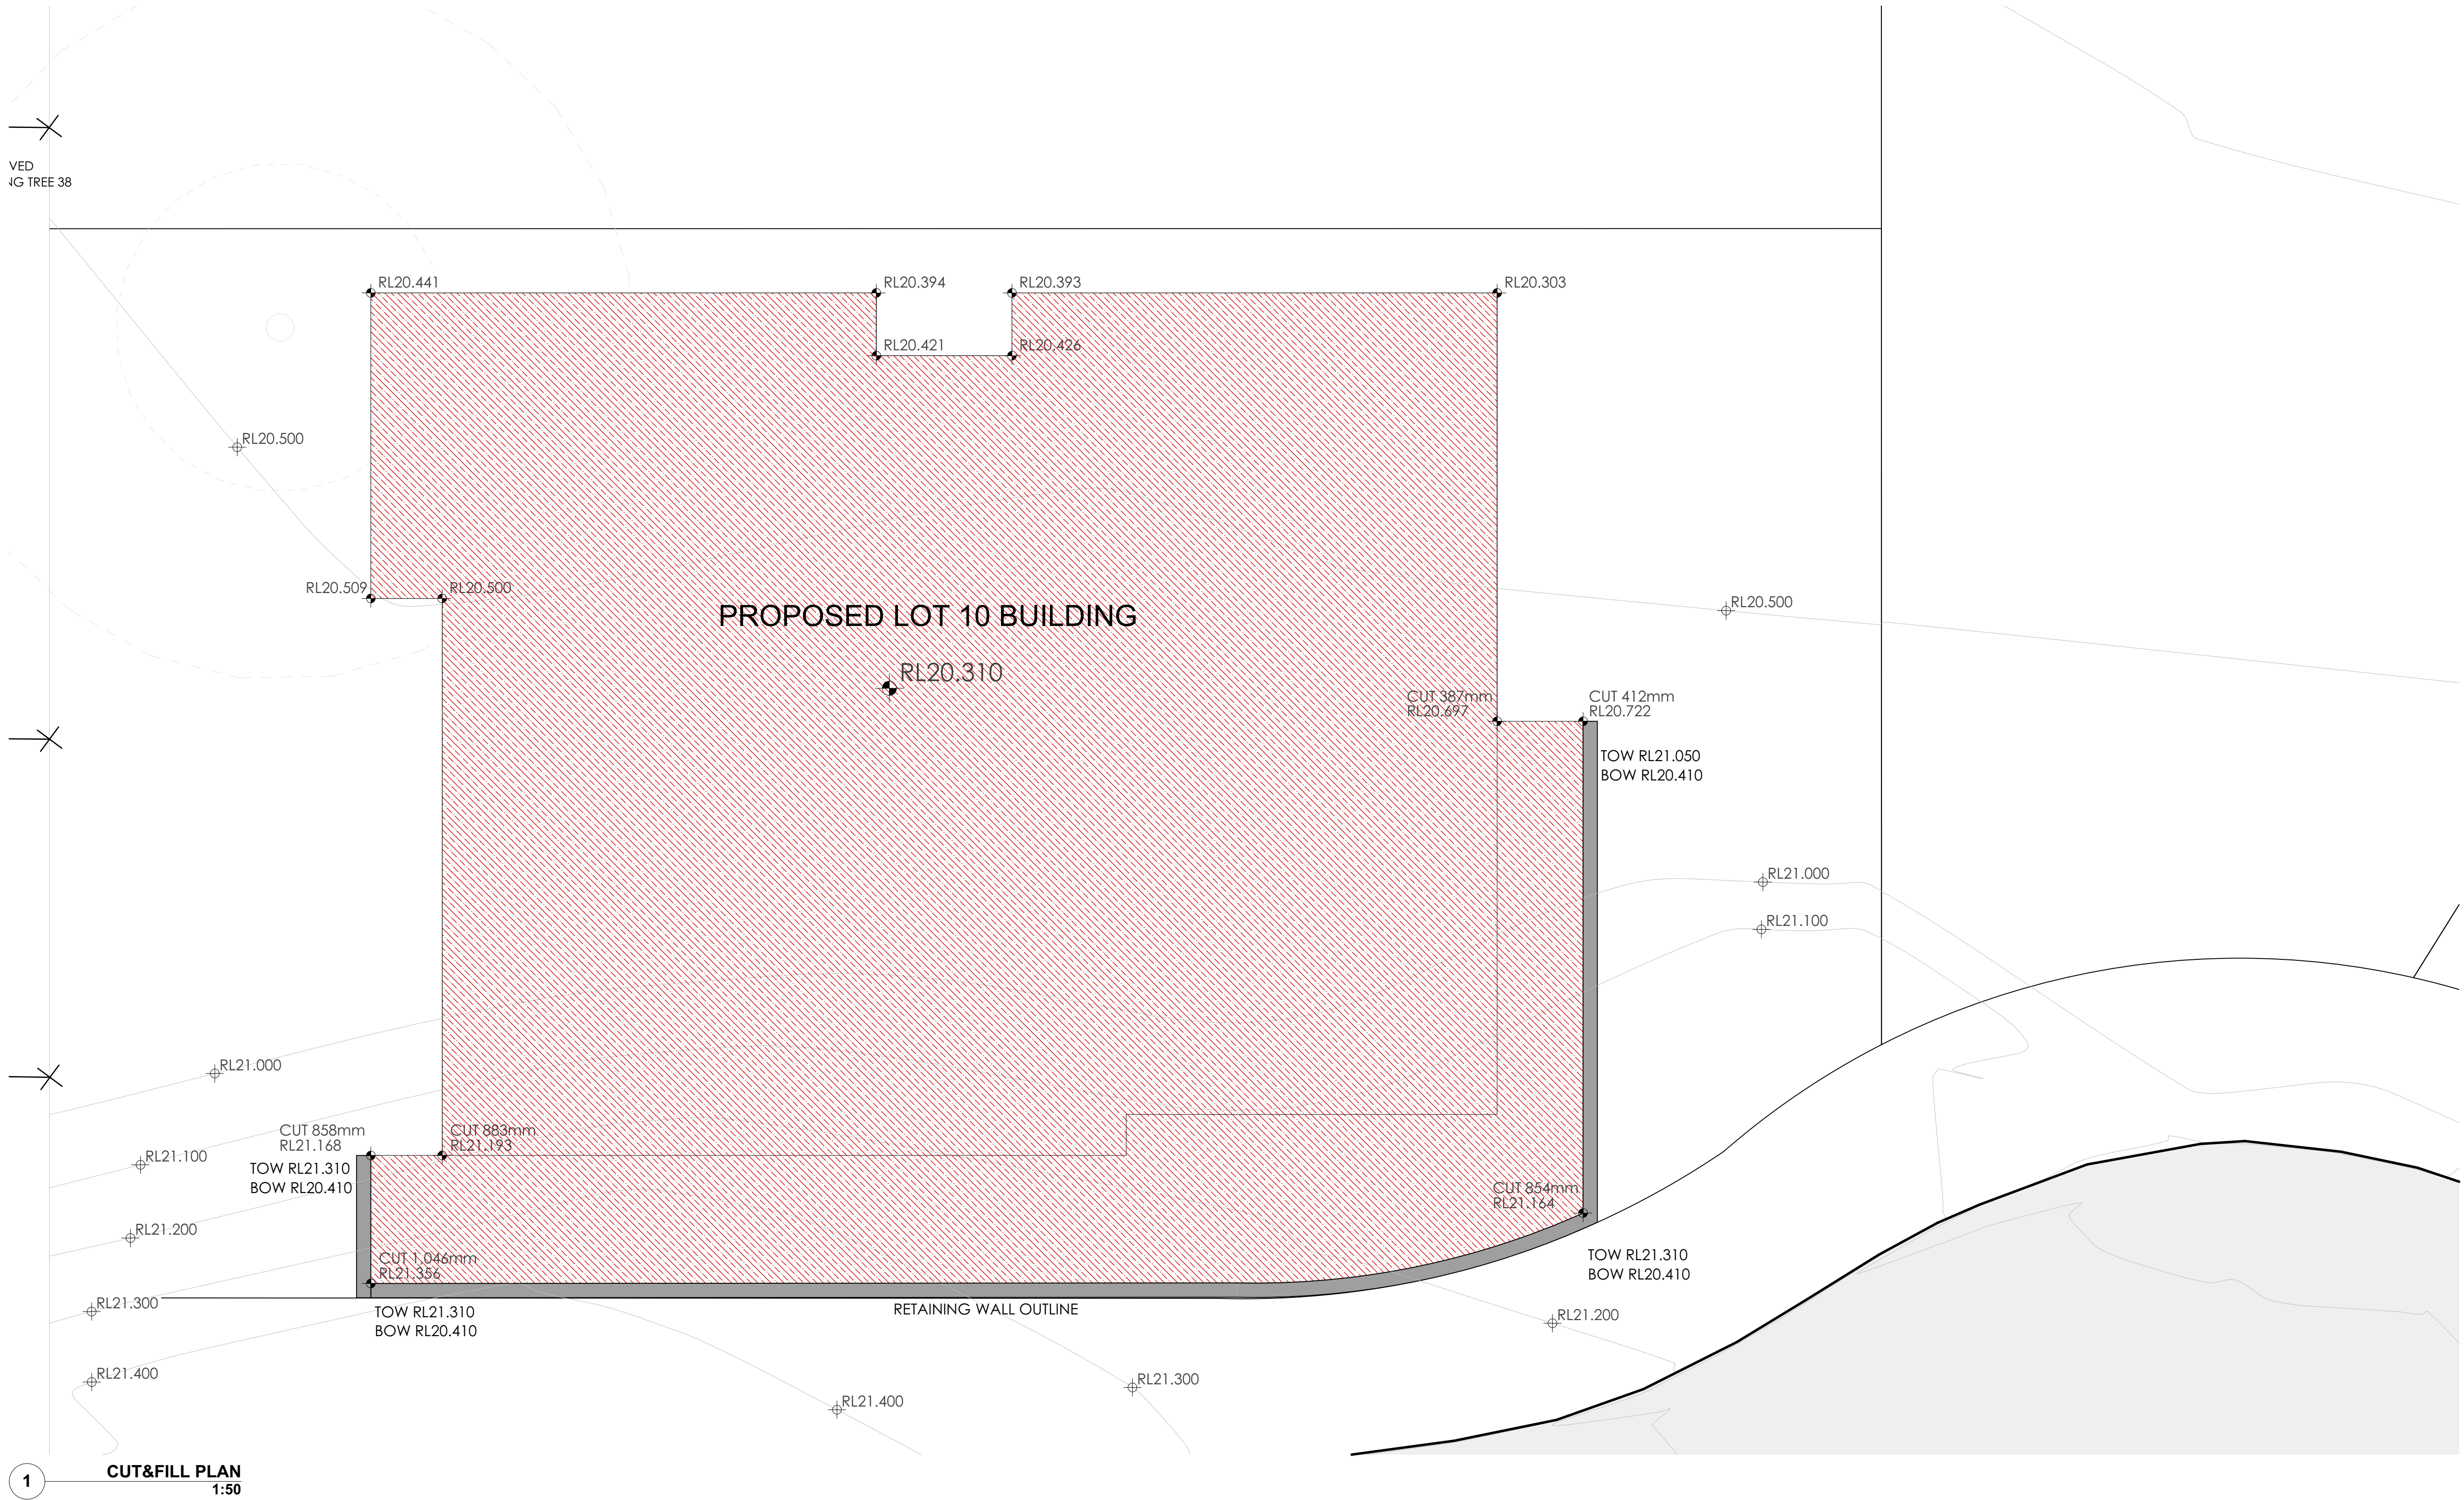 VED
NG TREE 38
RL20.441
RL20.394
RL20.393
RL20.303
RL20.421
RL20.426
RL20.500
RL20.509
RL20.500
PROPOSED LOT 10 BUILDING
RL20.500
RL20.310
CUT 387mm
RL20.697
CUT 412mm
RL20.722
TOW RL21.050
BOW RL20.410
RL21.000
RL21.100
RL21.000
CUT 858mm
RL21.168
CUT 883mm
RL21.193
RL21.100
TOW RL21.310
BOW RL20.410
CUT 854mm
RL21.164
RL21.200
CUT 1,046mm
RL21.356
TOW RL21.310
BOW RL20.410
RL21.300
TOW RL21.310
BOW RL20.410
RETAINING WALL OUTLINE
RL21.200
RL21.400
RL21.300
RL21.400
1
CUT&FILL PLAN
1:50